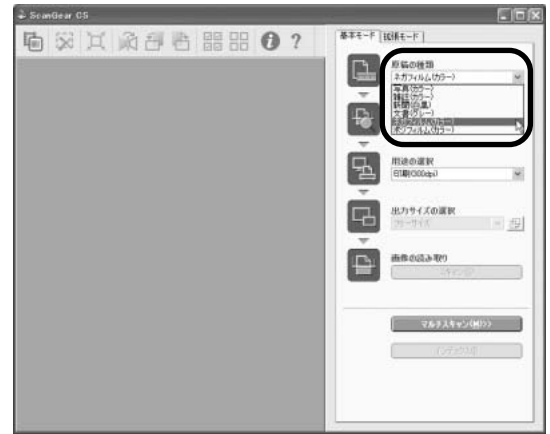 ScanGear CS
基本モード 拡張モード
原稿の種類
ネガフィルム(カラー)
写真(カラー)
雑誌(カラー)
新聞(白黒)
文書(グレー)
ネガフィルム(カラー)
ポジフィルム(カラー)
用途の選択
印刷(300dpi)
出力サイズの選択
フリーサイズ
画像の読み取り
マルチスキャン(M)>>